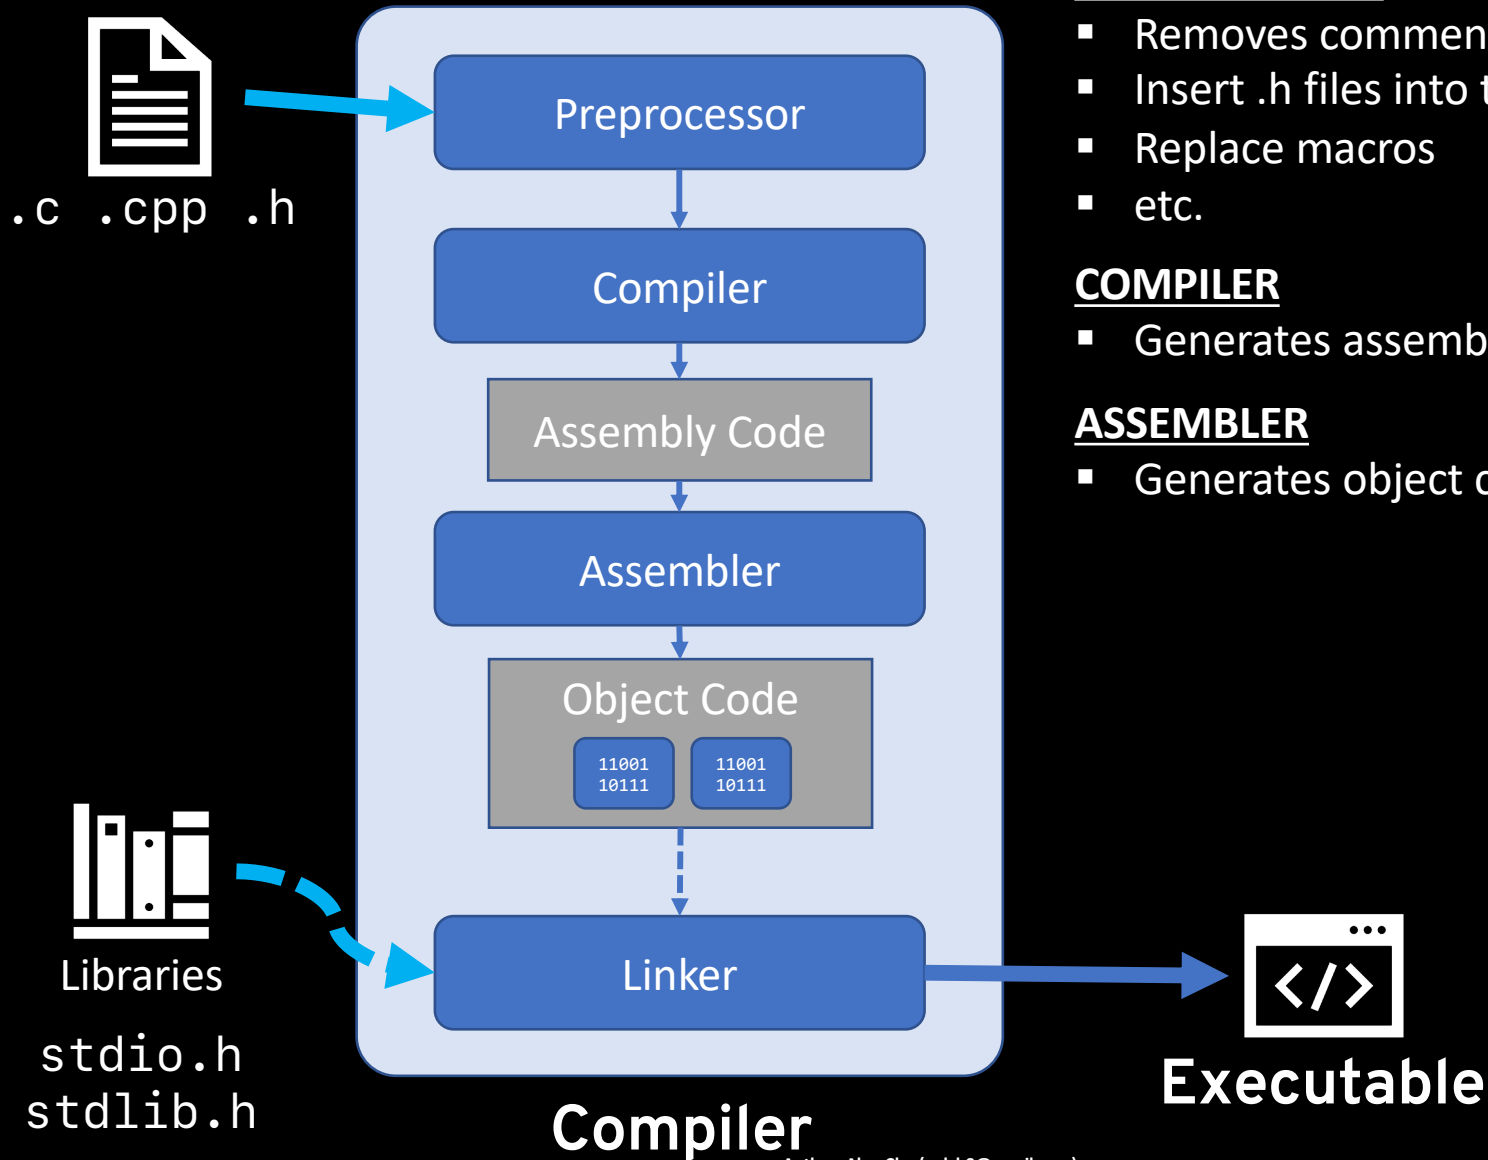 .c .cpp .h
Preprocessor
Compiler
Assembly Code
Assembler
Object Code
11001
10111
11001
10111
Linker
Libraries
stdio.h
stdlib.h
Compiler
Executable
▪ Removes commen
▪ Insert .h files into t
▪ Replace macros
▪ etc.
COMPILER
▪ Generates assemb
ASSEMBLER
▪ Generates object c